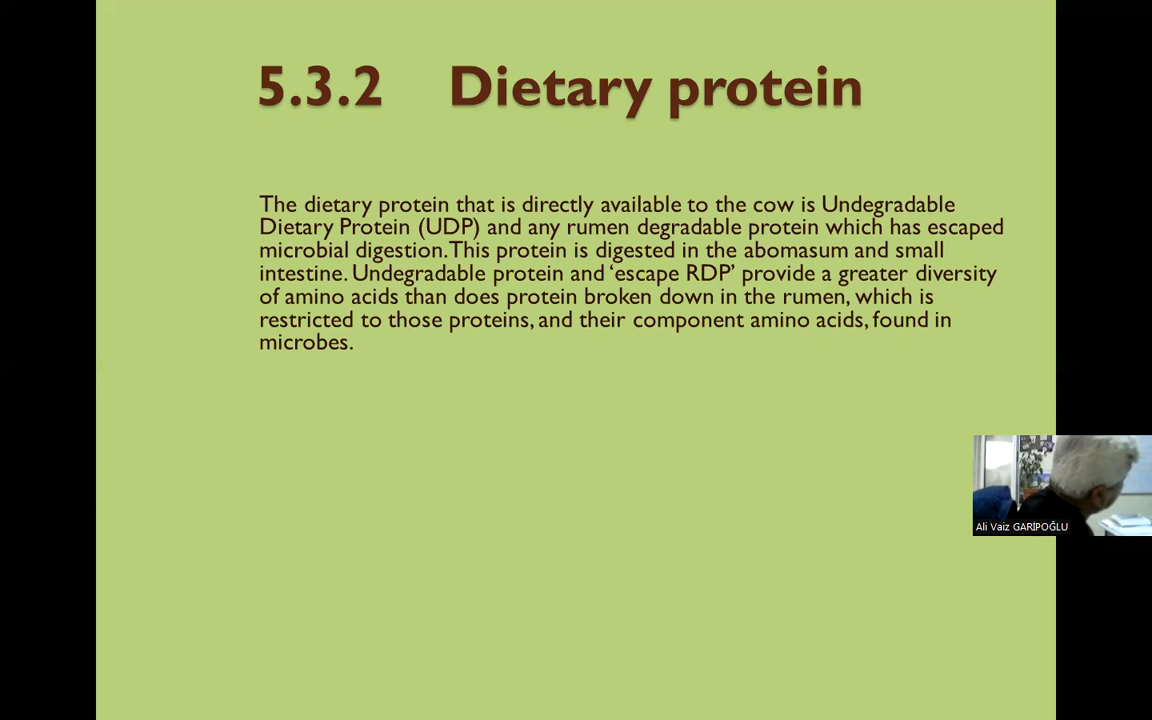 5.3.2 Dietary protein
The dietary protein that is directly available to the cow is Undegradable
Dietary Protein (UDP) and any rumen degradable protein which has escaped
microbial digestion. This protein is digested in the abomasum and small
intestine. Undegradable protein and ‘escape RDP’ provide a greater diversity
of amino acids than does protein broken down in the rumen, which is
restricted to those proteins, and their component amino acids, found in
microbes.
Ali Vaiz GARİPOĞLU